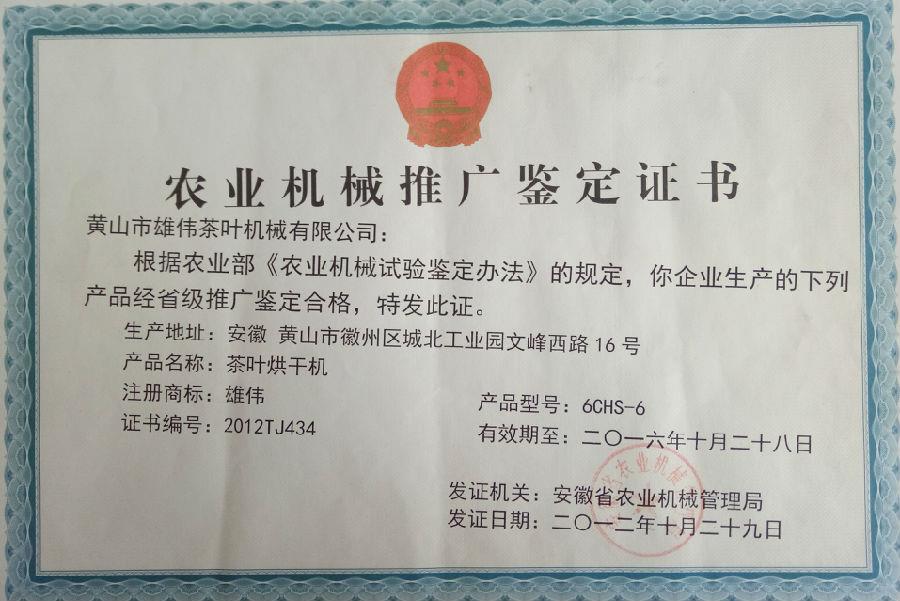 农业机械推广鉴定证书
黄山市雄伟茶叶机械有限公司：
根据农业部《农业机械试验鉴定办法》的规定，你企业生产的下列
产品经省级推广鉴定合格，特发此证。
生产地址：安徽 黄山市徽州区城北工业园文峰西路16号
产品名称：茶叶烘干机
注册商标：雄伟
产品型号：6CHS-6
证书编号：2012TJ434
有效期至：二〇一六年十月二十八日
发证机关：安徽省农业机械管理局
发证日期：二〇一二年十月二十九日
省农业机械